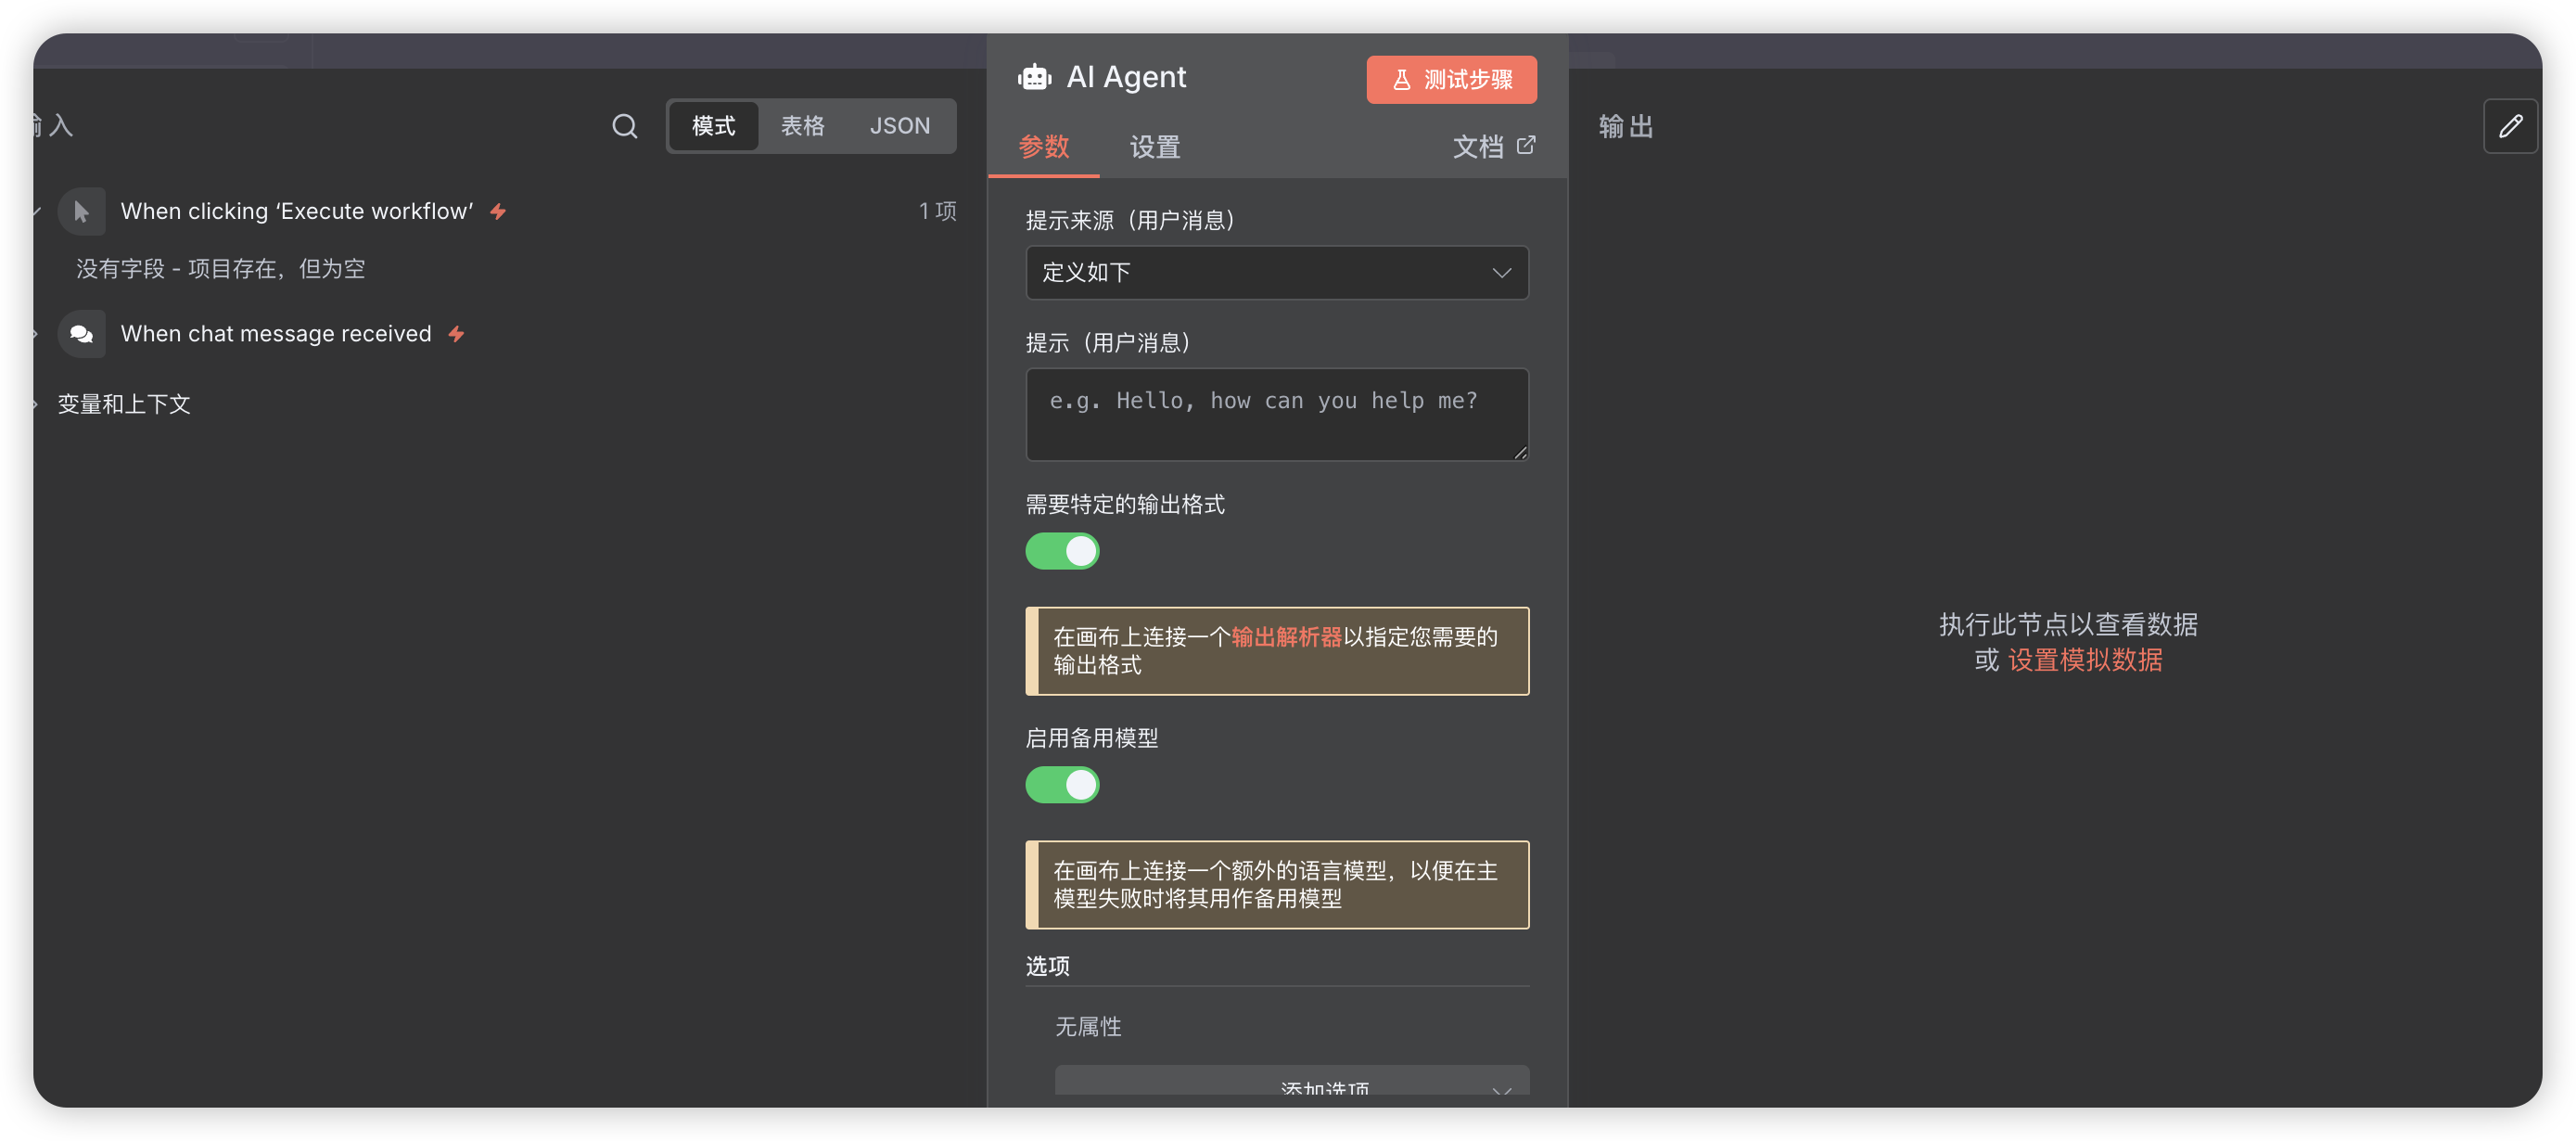 入
模式 表格 JSON
When clicking ‘Execute workflow’
1 项
没有字段 - 项目存在，但为空
When chat message received
变量和上下文
AI Agent
测试步骤
参数 设置 文档
提示来源（用户消息）
定义如下
提示（用户消息）
e.g. Hello, how can you help me?
需要特定的输出格式
在画布上连接一个输出解析器以指定您需要的
输出格式
启用备用模型
在画布上连接一个额外的语言模型，以便在主
模型失败时将其用作备用模型
选项
无属性
添加选项
输出
执行此节点以查看数据
或 设置模拟数据